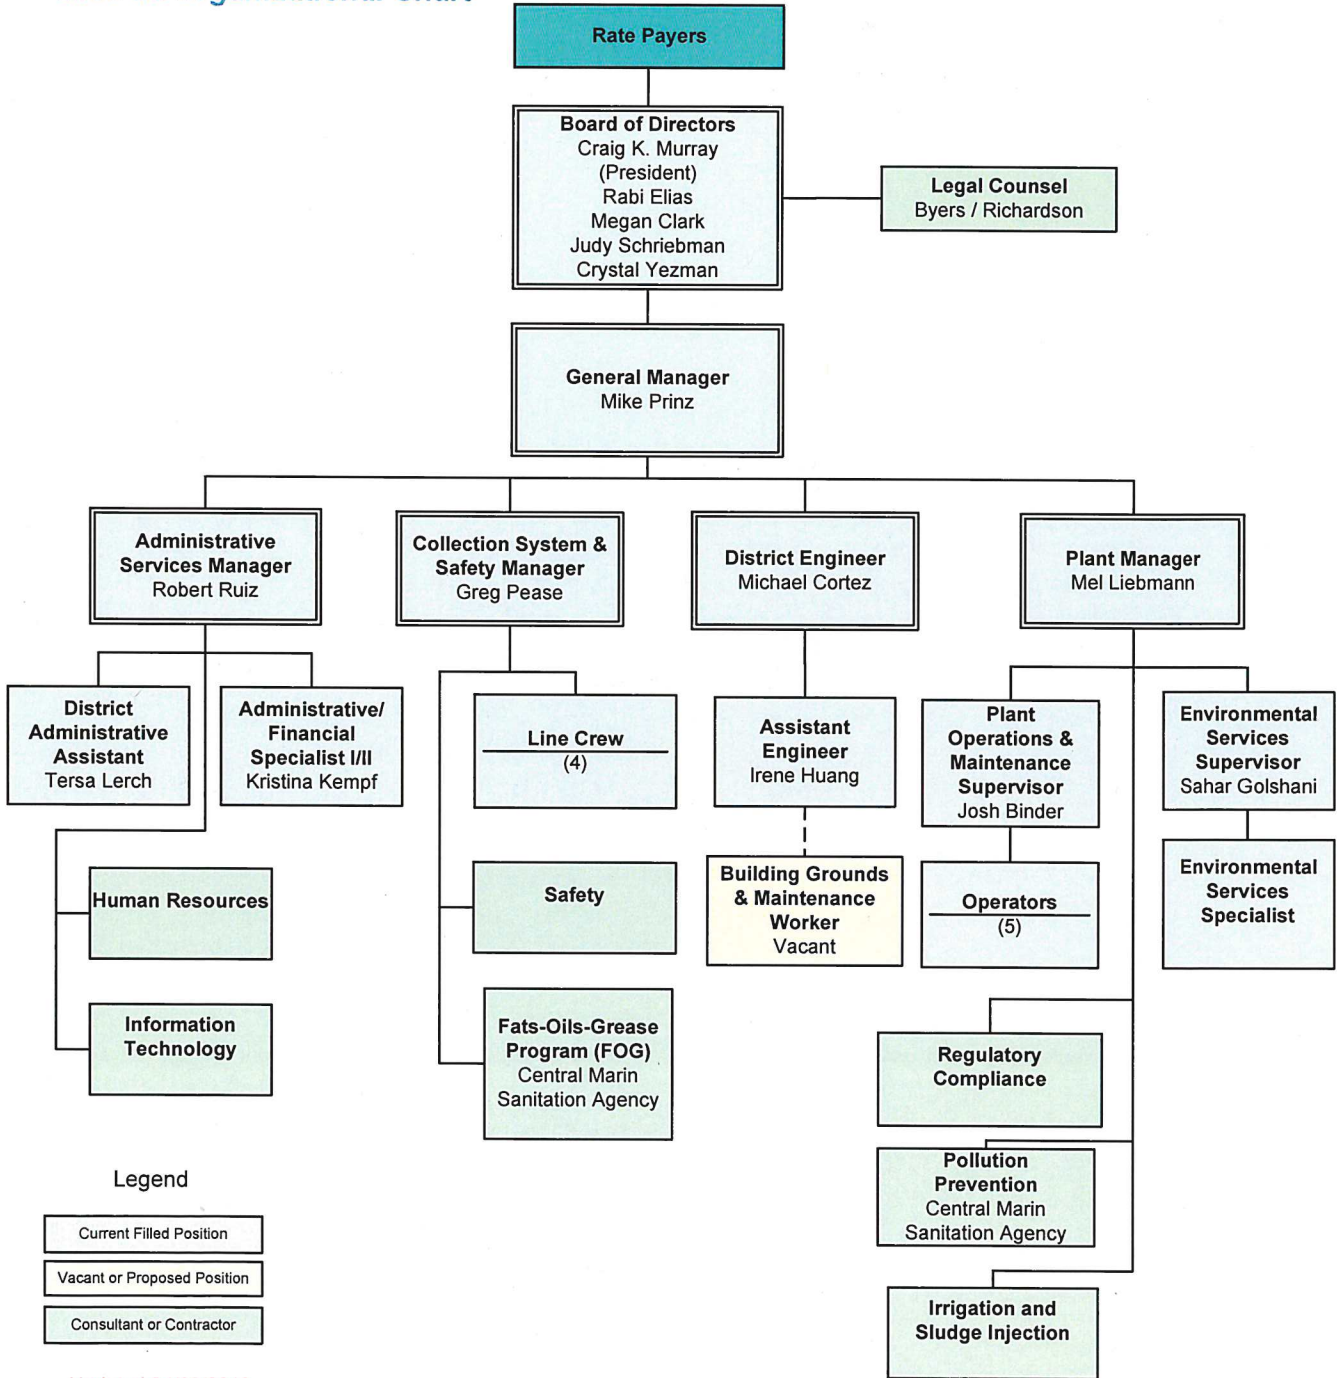 Organizational Chart
Rate Payers
Board of Directors
Craig K. Murray
(President)
Rabi Elias
Megan Clark
Judy Schriebman
Crystal Yezman
Legal Counsel
Byers / Richardson
General Manager
Mike Prinz
Administrative
Services Manager
Robert Ruiz
Collection System &
Safety Manager
Greg Pease
District Engineer
Michael Cortez
Plant Manager
Mel Liebmann
District
Administrative
Assistant
Tersa Lerch
Administrative/
Financial
Specialist I/II
Kristina Kempf
Line Crew
(4)
Assistant
Engineer
Irene Huang
Plant
Operations &
Maintenance
Supervisor
Josh Binder
Environmental
Services
Supervisor
Sahar Golshani
Human Resources
Safety
Building Grounds
& Maintenance
Worker
Vacant
Operators
(5)
Environmental
Services
Specialist
Information
Technology
Fats-Oils-Grease
Program (FOG)
Central Marin
Sanitation Agency
Regulatory
Compliance
Pollution
Prevention
Central Marin
Sanitation Agency
Irrigation and
Sludge Injection
Legend
Current Filled Position
Vacant or Proposed Position
Consultant or Contractor